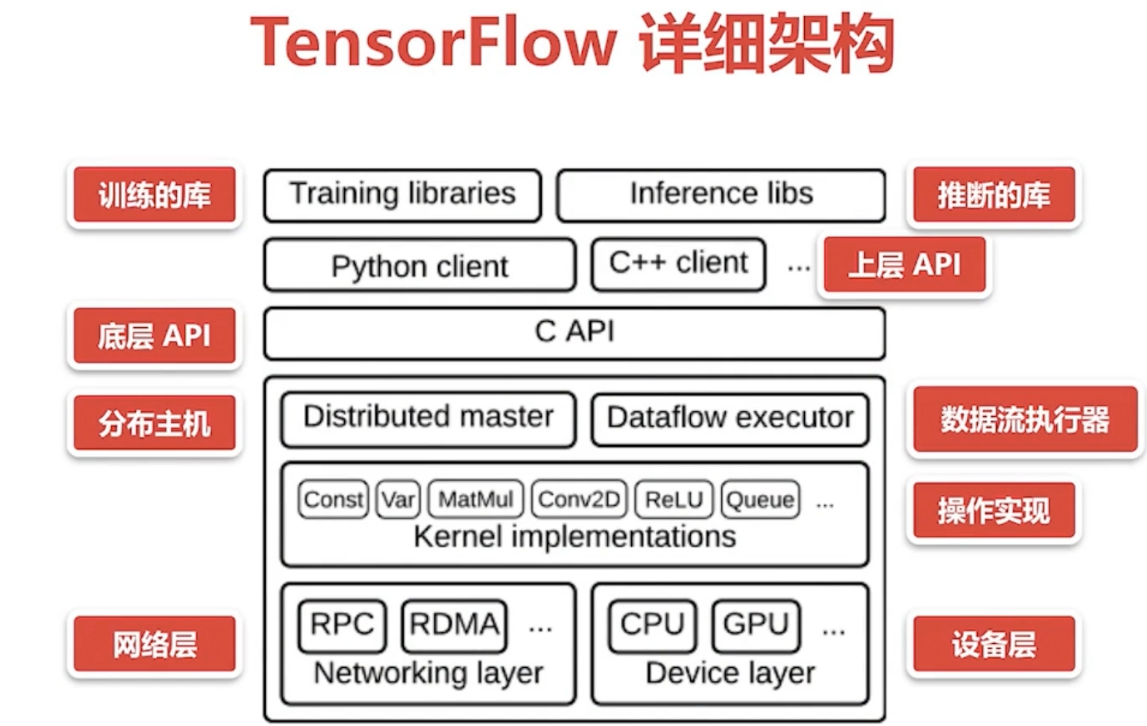 TensorFlow 详细架构
训练的库
Training libraries
Inference libs
推断的库
Python client
C++ client
...
上层 API
底层 API
C API
分布主机
Distributed master
Dataflow executor
数据流执行器
Const
Var
MatMul
Conv2D
ReLU
Queue
...
Kernel implementations
操作实现
网络层
RPC
RDMA
...
Networking layer
CPU
GPU
...
Device layer
设备层